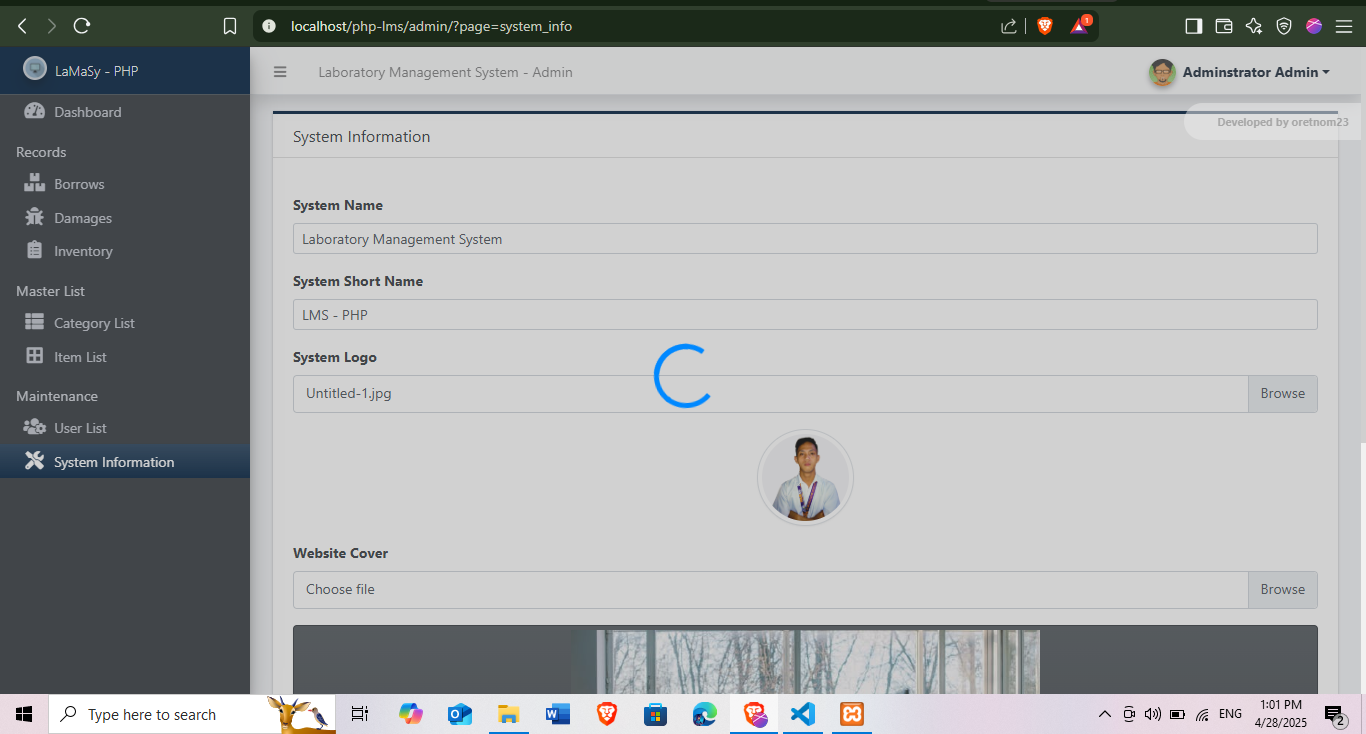 localhost/php-lms/admin/?page=system_info
1
LaMaSy - PHP
Laboratory Management System - Admin
Adminstrator Admin
Developed by oretnom23
Dashboard
Records
Borrows
Damages
Inventory
Master List
Category List
Item List
Maintenance
User List
System Information
System Information
System Name
Laboratory Management System
System Short Name
LMS - PHP
System Logo
Untitled-1.jpg
Browse
Website Cover
Choose file
Browse
Type here to search
ENG
1:01 PM
4/28/2025
2